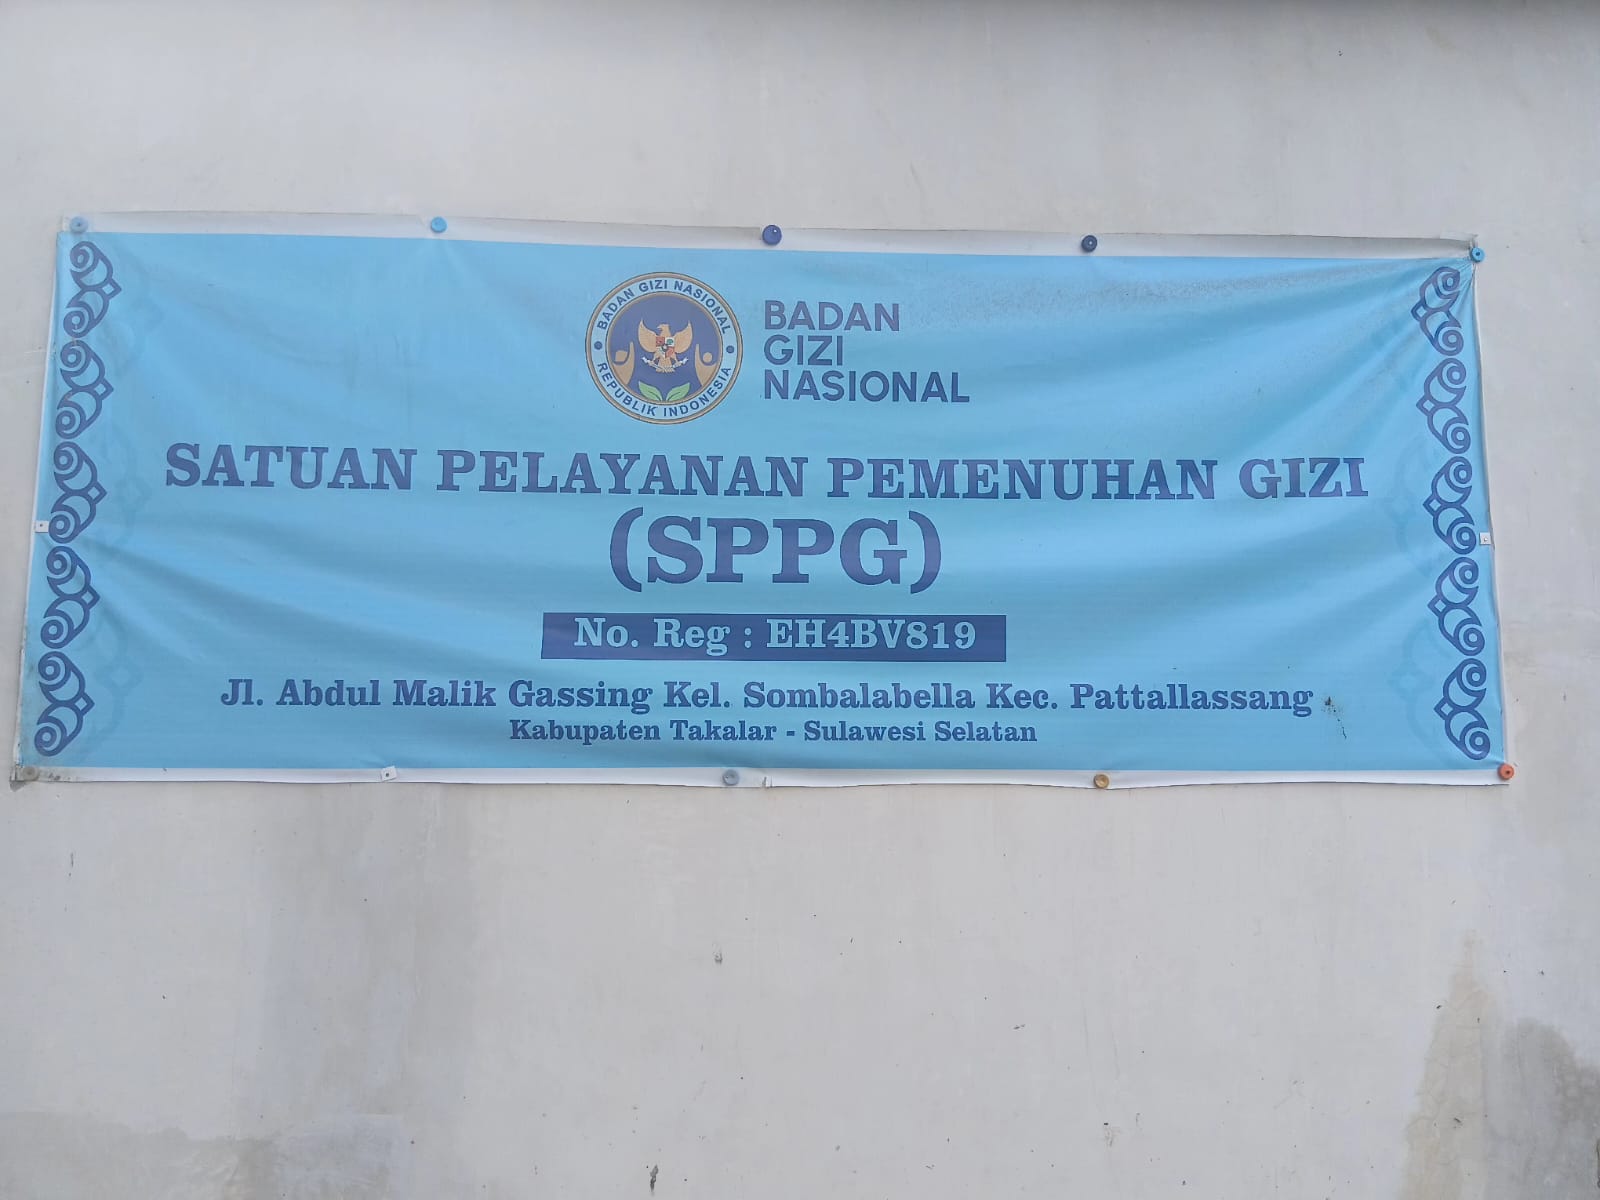 BADAN GIZI NASIONAL
REPUBLIK INDONESIA
BADAN
GIZI
NASIONAL
SATUAN PELAYANAN PEMENUHAN GIZI
(SPPG)
No. Reg : EH4BV819
Jl. Abdul Malik Gassing Kel. Sombalabella Kec. Pattallassang
Kabupaten Takalar - Sulawesi Selatan